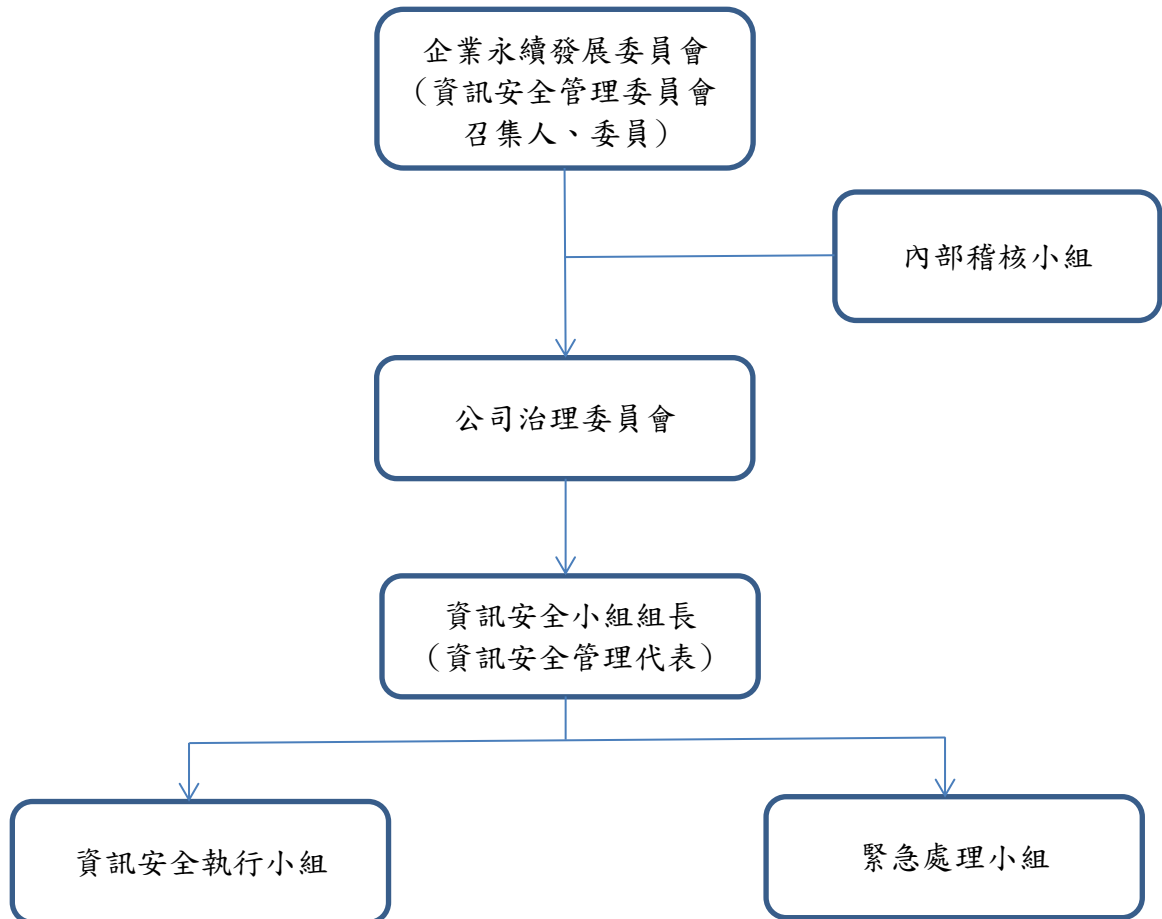 企業永續發展委員會
（資訊安全管理委員會
召集人、委員）
內部稽核小組
公司治理委員會
資訊安全小組組長
（資訊安全管理代表）
資訊安全執行小組
緊急處理小組